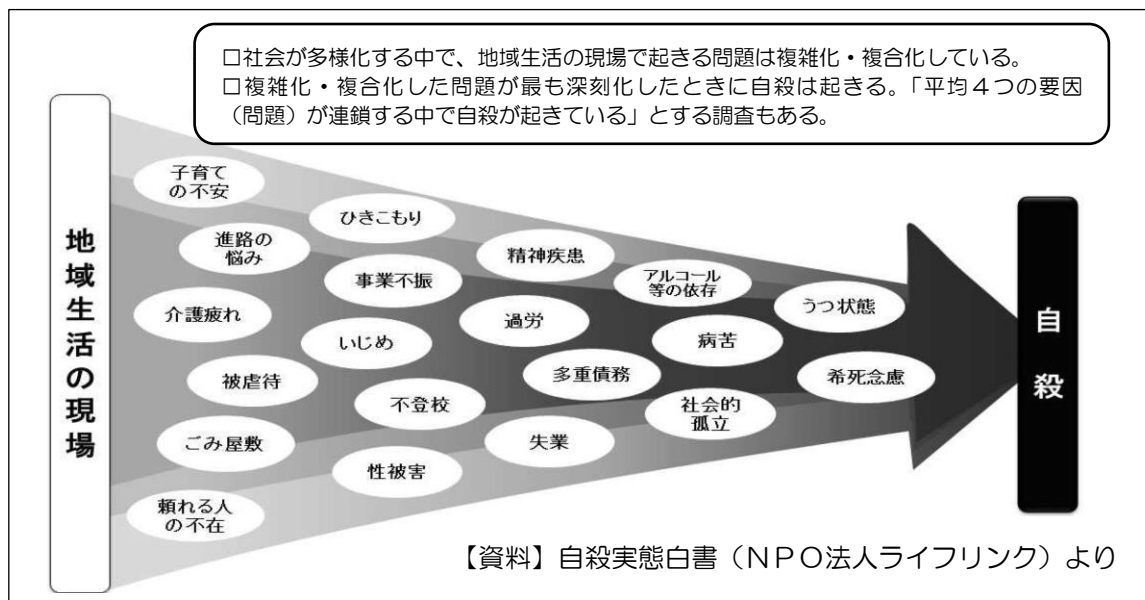 □社会が多様化する中で、地域生活の現場で起きる問題は複雑化・複合化している。
□複雑化・複合化した問題が最も深刻化したときに自殺は起きる。「平均４つの要因
（問題）が連鎖する中で自殺が起きている」とする調査もある。
地域生活の現場
子育て
の不安
進路の
悩み
介護疲れ
被虐待
ごみ屋敷
頼れる人
の不在
ひきこもり
事業不振
いじめ
不登校
性被害
精神疾患
過労
多重債務
失業
アルコール
等の依存
病苦
社会的
孤立
うつ状態
希死念慮
自殺
【資料】自殺実態白書（ＮＰＯ法人ライフリンク）より